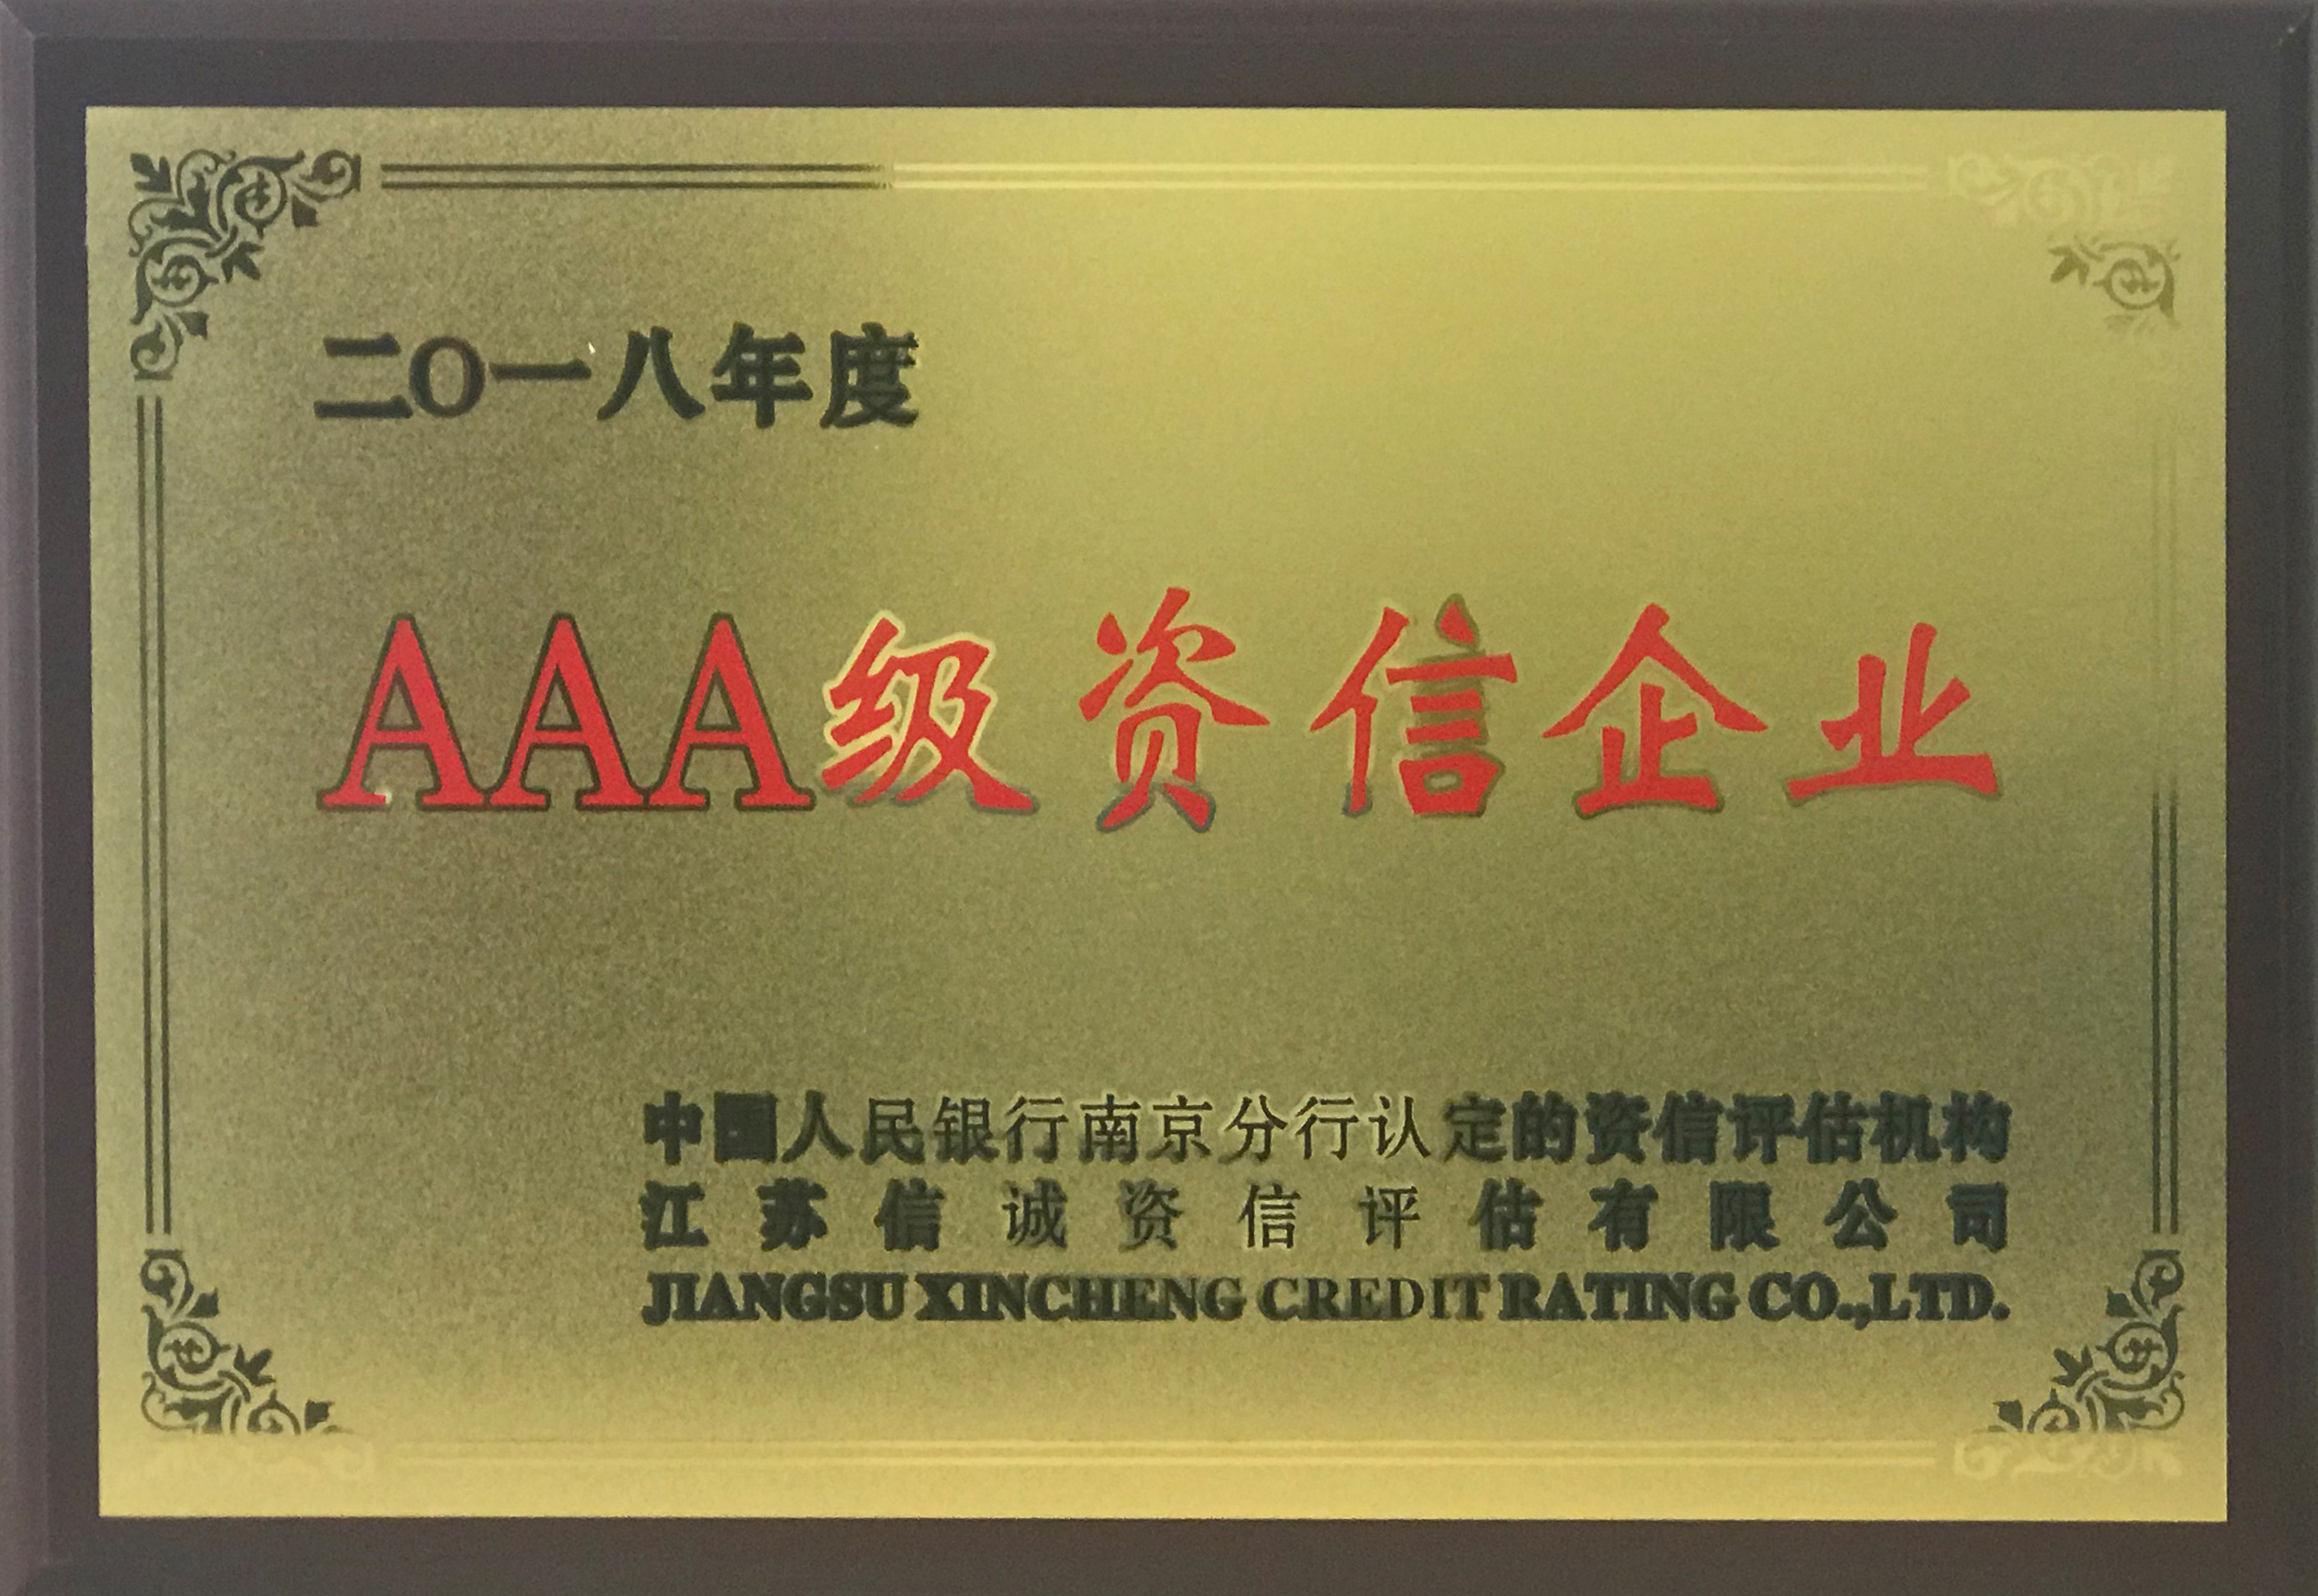 二〇一八年度
AAA级资信企业
中国人民银行南京分行认定的资信评估机构
江苏信诚资信评估有限公司
JIANGSU XINCHENG CREDIT RATING CO.,LTD.